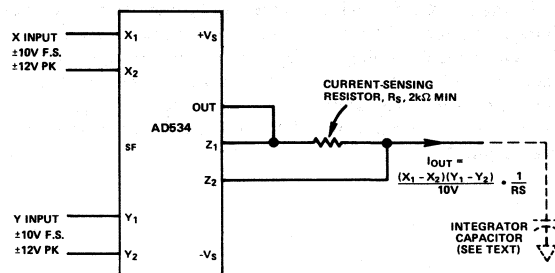 X INPUT
±10V F.S.
±12V PK
X1
X2
+VS
OUT
AD534
SF
Z1
Z2
Y INPUT
±10V F.S.
±12V PK
Y1
Y2
-VS
CURRENT-SENSING
RESISTOR, RS, 2kΩ MIN
IOUT =
(X1 - X2)(Y1 - Y2)
10V
• 1
RS
INTEGRATOR
CAPACITOR
(SEE TEXT)